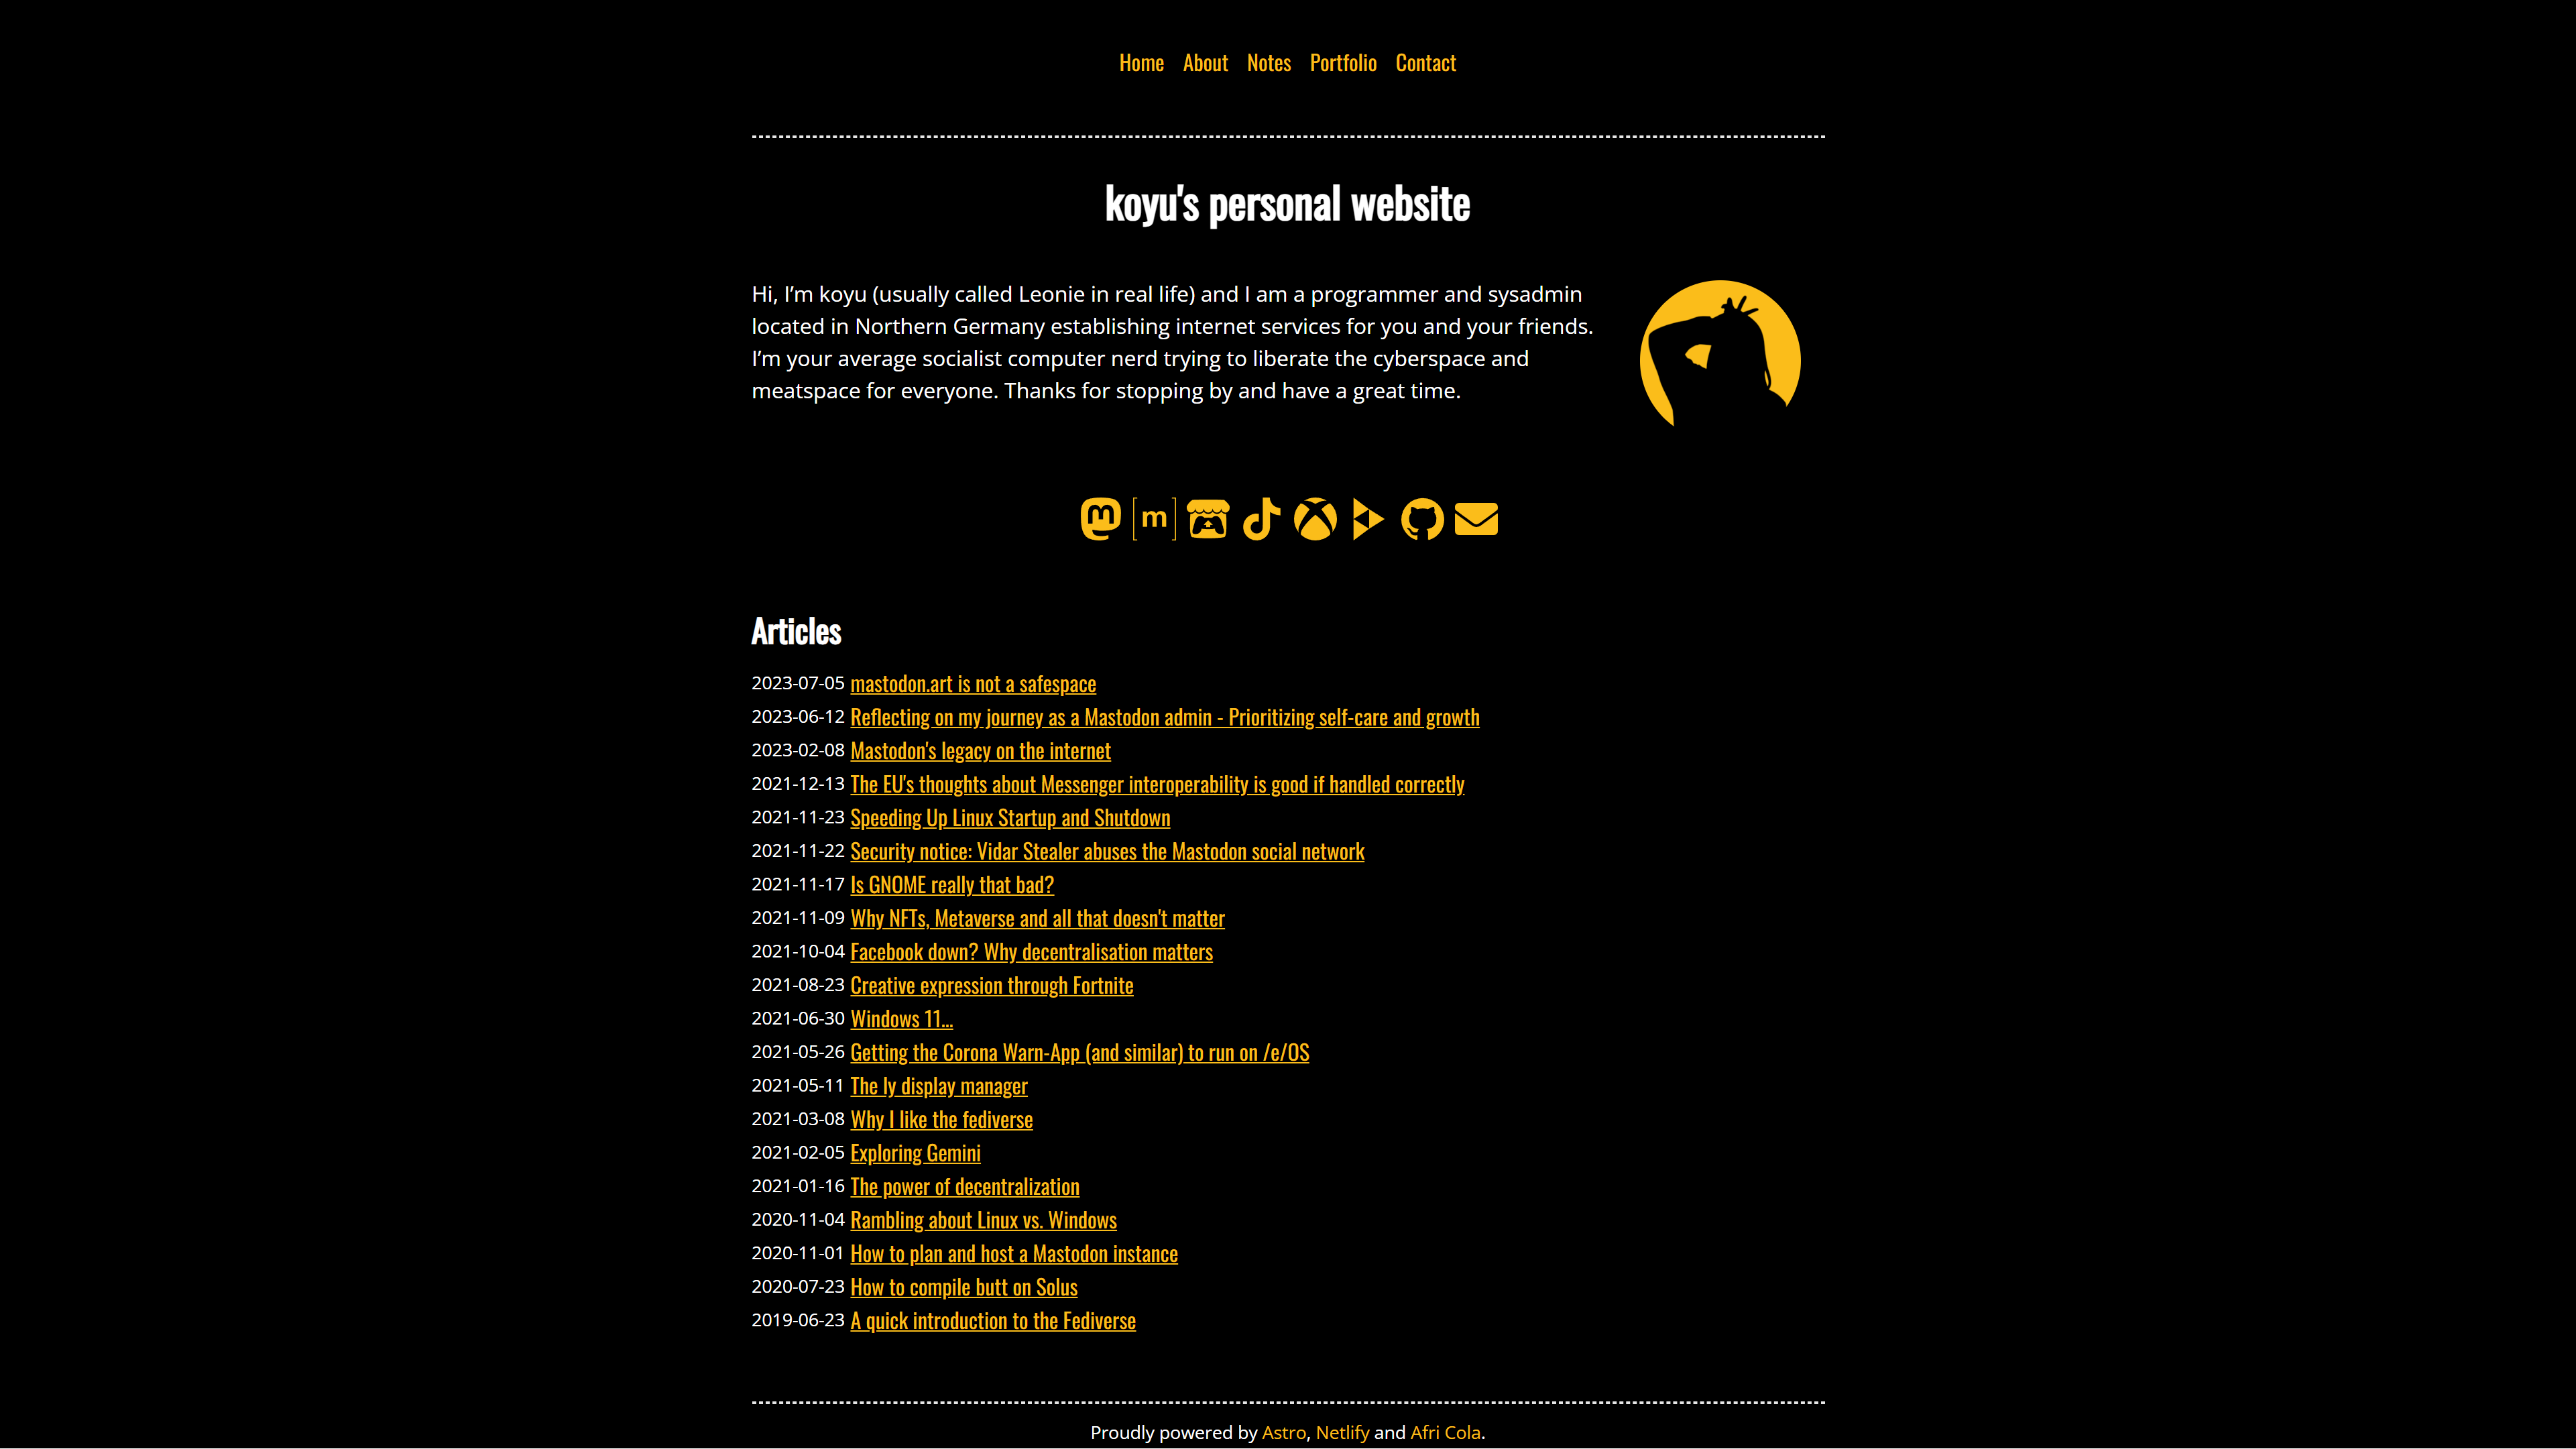 Home About Notes Portfolio Contact
koyu's personal website
Hi, I’m koyu (usually called Leonie in real life) and I am a programmer and sysadmin
located in Northern Germany establishing internet services for you and your friends.
I’m your average socialist computer nerd trying to liberate the cyberspace and
meatspace for everyone. Thanks for stopping by and have a great time.
[m]
Articles
2023-07-05 mastodon.art is not a safespace
2023-06-12 Reflecting on my journey as a Mastodon admin - Prioritizing self-care and growth
2023-02-08 Mastodon's legacy on the internet
2021-12-13 The EU's thoughts about Messenger interoperability is good if handled correctly
2021-11-23 Speeding Up Linux Startup and Shutdown
2021-11-22 Security notice: Vidar Stealer abuses the Mastodon social network
2021-11-17 Is GNOME really that bad?
2021-11-09 Why NFTs, Metaverse and all that doesn't matter
2021-10-04 Facebook down? Why decentralisation matters
2021-08-23 Creative expression through Fortnite
2021-06-30 Windows 11...
2021-05-26 Getting the Corona Warn-App (and similar) to run on /e/OS
2021-05-11 The ly display manager
2021-03-08 Why I like the fediverse
2021-02-05 Exploring Gemini
2021-01-16 The power of decentralization
2020-11-04 Rambling about Linux vs. Windows
2020-11-01 How to plan and host a Mastodon instance
2020-07-23 How to compile butt on Solus
2019-06-23 A quick introduction to the Fediverse
Proudly powered by Astro, Netlify and Afri Cola.